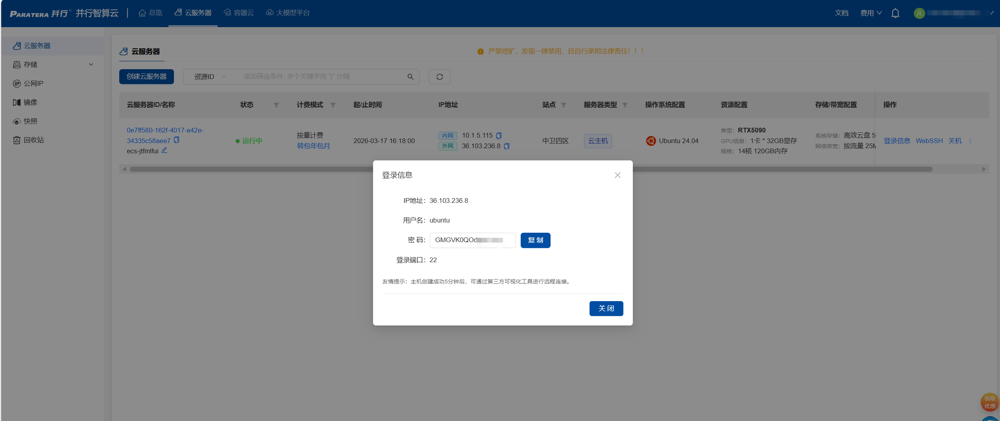 PARATERA 并行 并行智算云 总览 云服务器 容器云 大模型平台 文档 费用
云服务器
存储
公网IP
镜像
快照
回收站
云服务器
严禁挖矿，发现一律禁用，且自行承担法律责任！！！
创建云服务器 资源ID 添加筛选条件, 多个关键字用 "|" 分隔
云服务器ID/名称 状态 计费模式 起/止时间 IP地址 站点 服务器类型 操作系统配置 资源配置 存储/带宽配置 操作
0e7ff580-162f-4017-a42e-
34335c58aee7
ecs-jtfmlfui
运行中
按量计费
转包年包月
2026-03-17 16:18:00
内网 10.1.5.115
外网 36.103.236.8
中卫四区
云主机
Ubuntu 24.04
类型：RTX5090
GPU信息：1卡 * 32GB显存
规格：14核 120GB内存
系统存储：高效云盘 5
网络带宽：按流量 25M
登录信息 WebSSH 关机
登录信息
IP地址：36.103.236.8
用户名：ubuntu
密 码：GMGVK0QO 复 制
登录端口：22
友情提示：主机创建成功5分钟后，可通过第三方可视化工具进行远程连接。
关 闭
领取
优惠